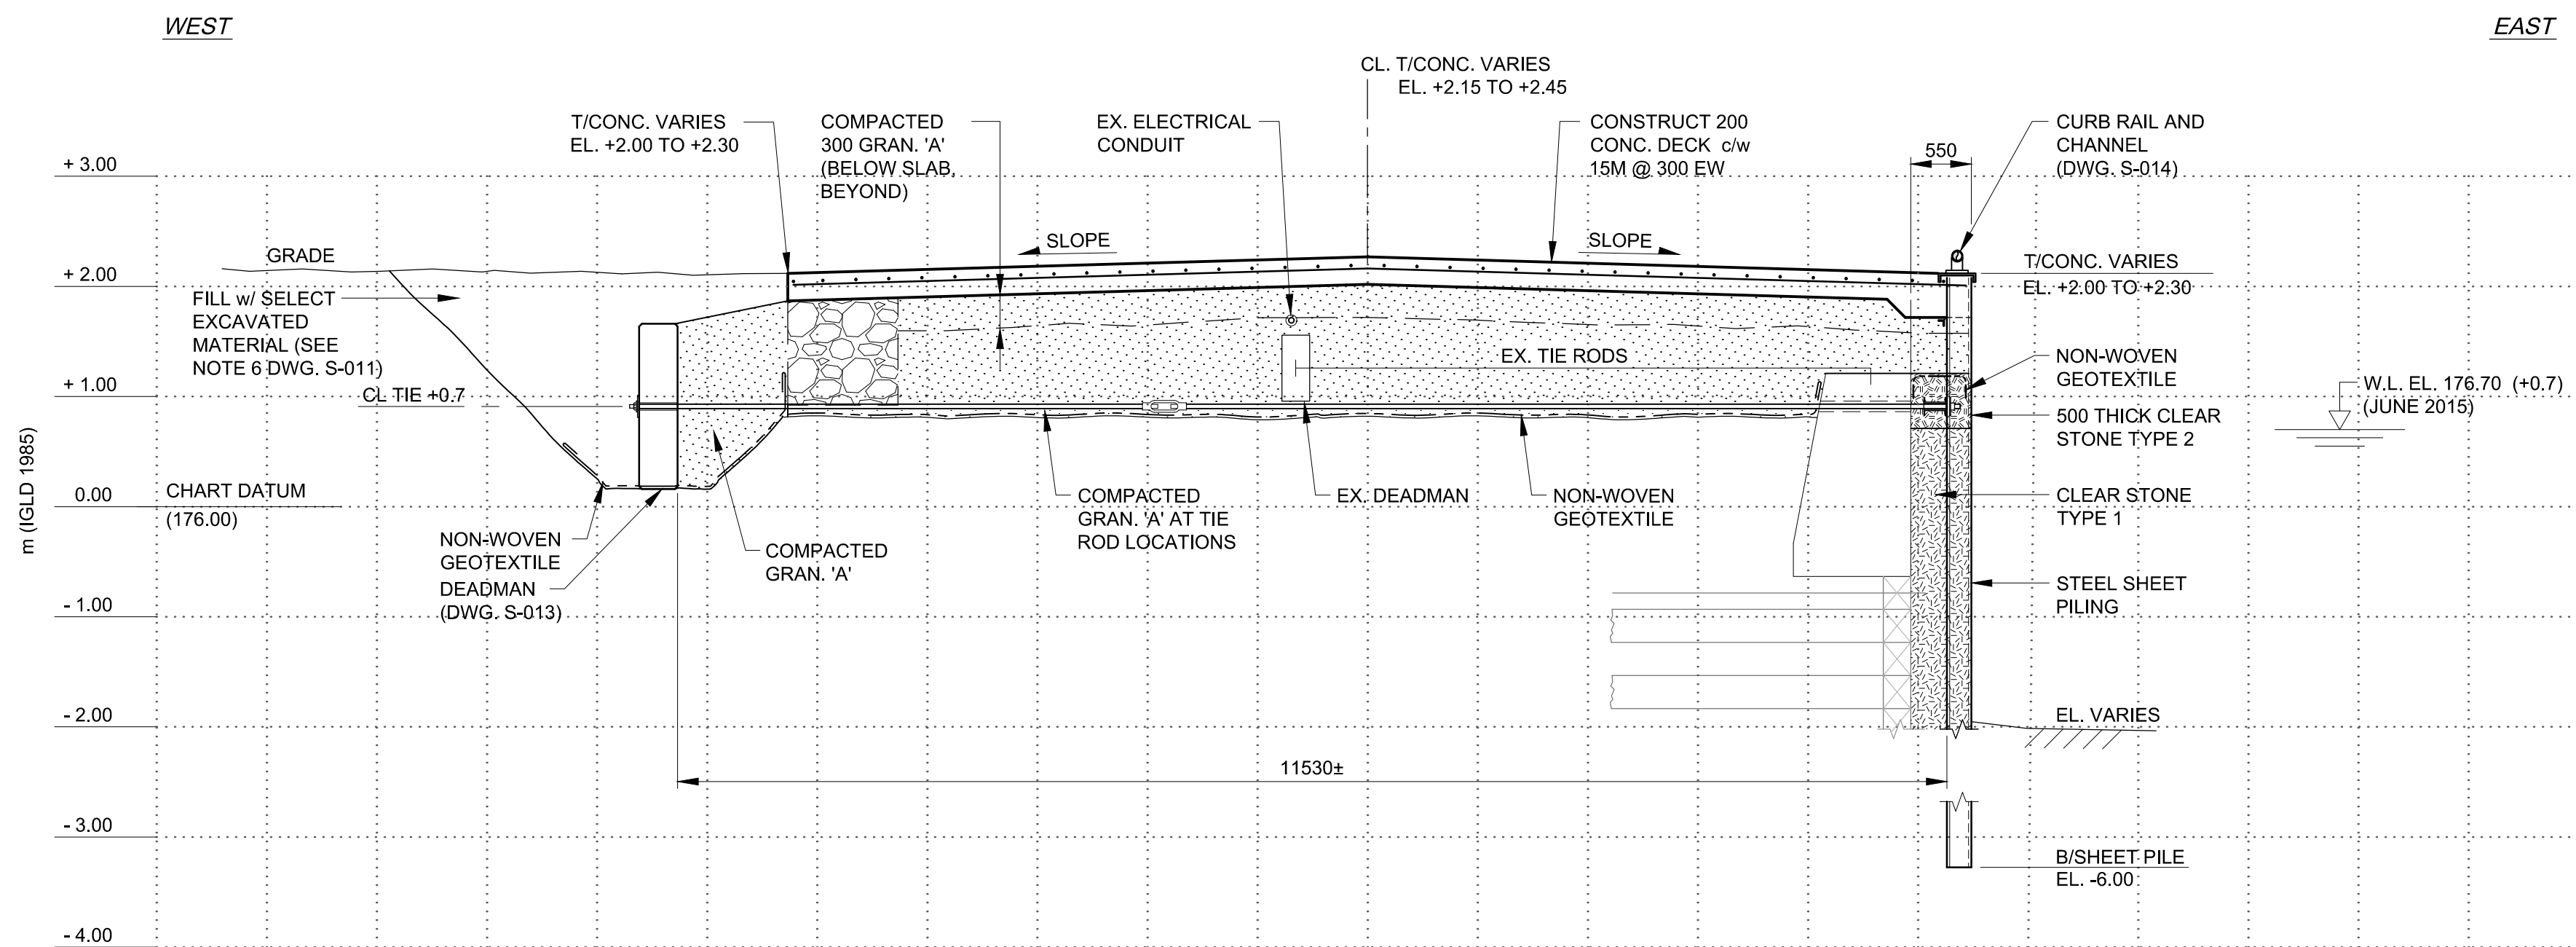 WEST
EAST
CL. T/CONC. VARIES
EL. +2.15 TO +2.45
T/CONC. VARIES
EL. +2.00 TO +2.30
COMPACTED
300 GRAN. 'A'
(BELOW SLAB,
BEYOND)
EX. ELECTRICAL
CONDUIT
CONSTRUCT 200
CONC. DECK c/w
15M @ 300 EW
550
CURB RAIL AND
CHANNEL
(DWG. S-014)
+ 3.00
GRADE
SLOPE
SLOPE
T/CONC. VARIES
EL. +2.00 TO +2.30
+ 2.00
FILL w/ SELECT
EXCAVATED
MATERIAL (SEE
NOTE 6 DWG. S-011)
EX. TIE RODS
NON-WOVEN
GEOTEXTILE
+ 1.00
CL TIE +0.7
W.L. EL. 176.70 (+0.7)
(JUNE 2015)
500 THICK CLEAR
STONE TYPE 2
m (IGLD 1985)
0.00
CHART DATUM
(176.00)
COMPACTED
GRAN. 'A' AT TIE
ROD LOCATIONS
EX. DEADMAN
NON-WOVEN
GEOTEXTILE
CLEAR STONE
TYPE 1
NON-WOVEN
GEOTEXTILE
COMPACTED
GRAN. 'A'
DEADMAN
(DWG. S-013)
STEEL SHEET
PILING
- 1.00
- 2.00
EL. VARIES
11530±
- 3.00
B/SHEET PILE
EL. -6.00
- 4.00